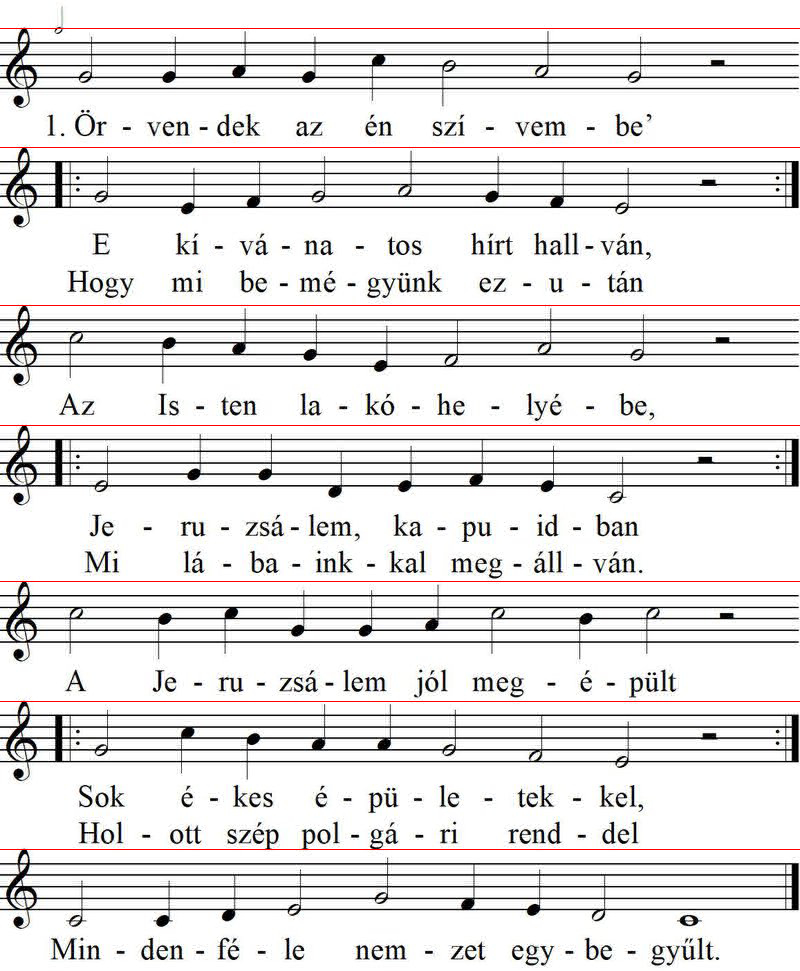 1. Ör - ven - dek az én szí - vem - be’
E kí - vá - na - tos hírt hall - ván,
Hogy mi be - mé - gyünk ez - u - tán
Az Is - ten la - kó - he - lyé - be,
Je - ru - zsá - lem, ka - pu - id - ban
Mi lá - ba - ink - kal meg - áll - ván.
A Je - ru - zsá - lem jól meg - é - pült
Sok é - kes é - pü - le - tek - kel,
Hol - ott szép pol - gá - ri rend - del
Min - den - fé - le nem - zet egy - be - gyűlt.